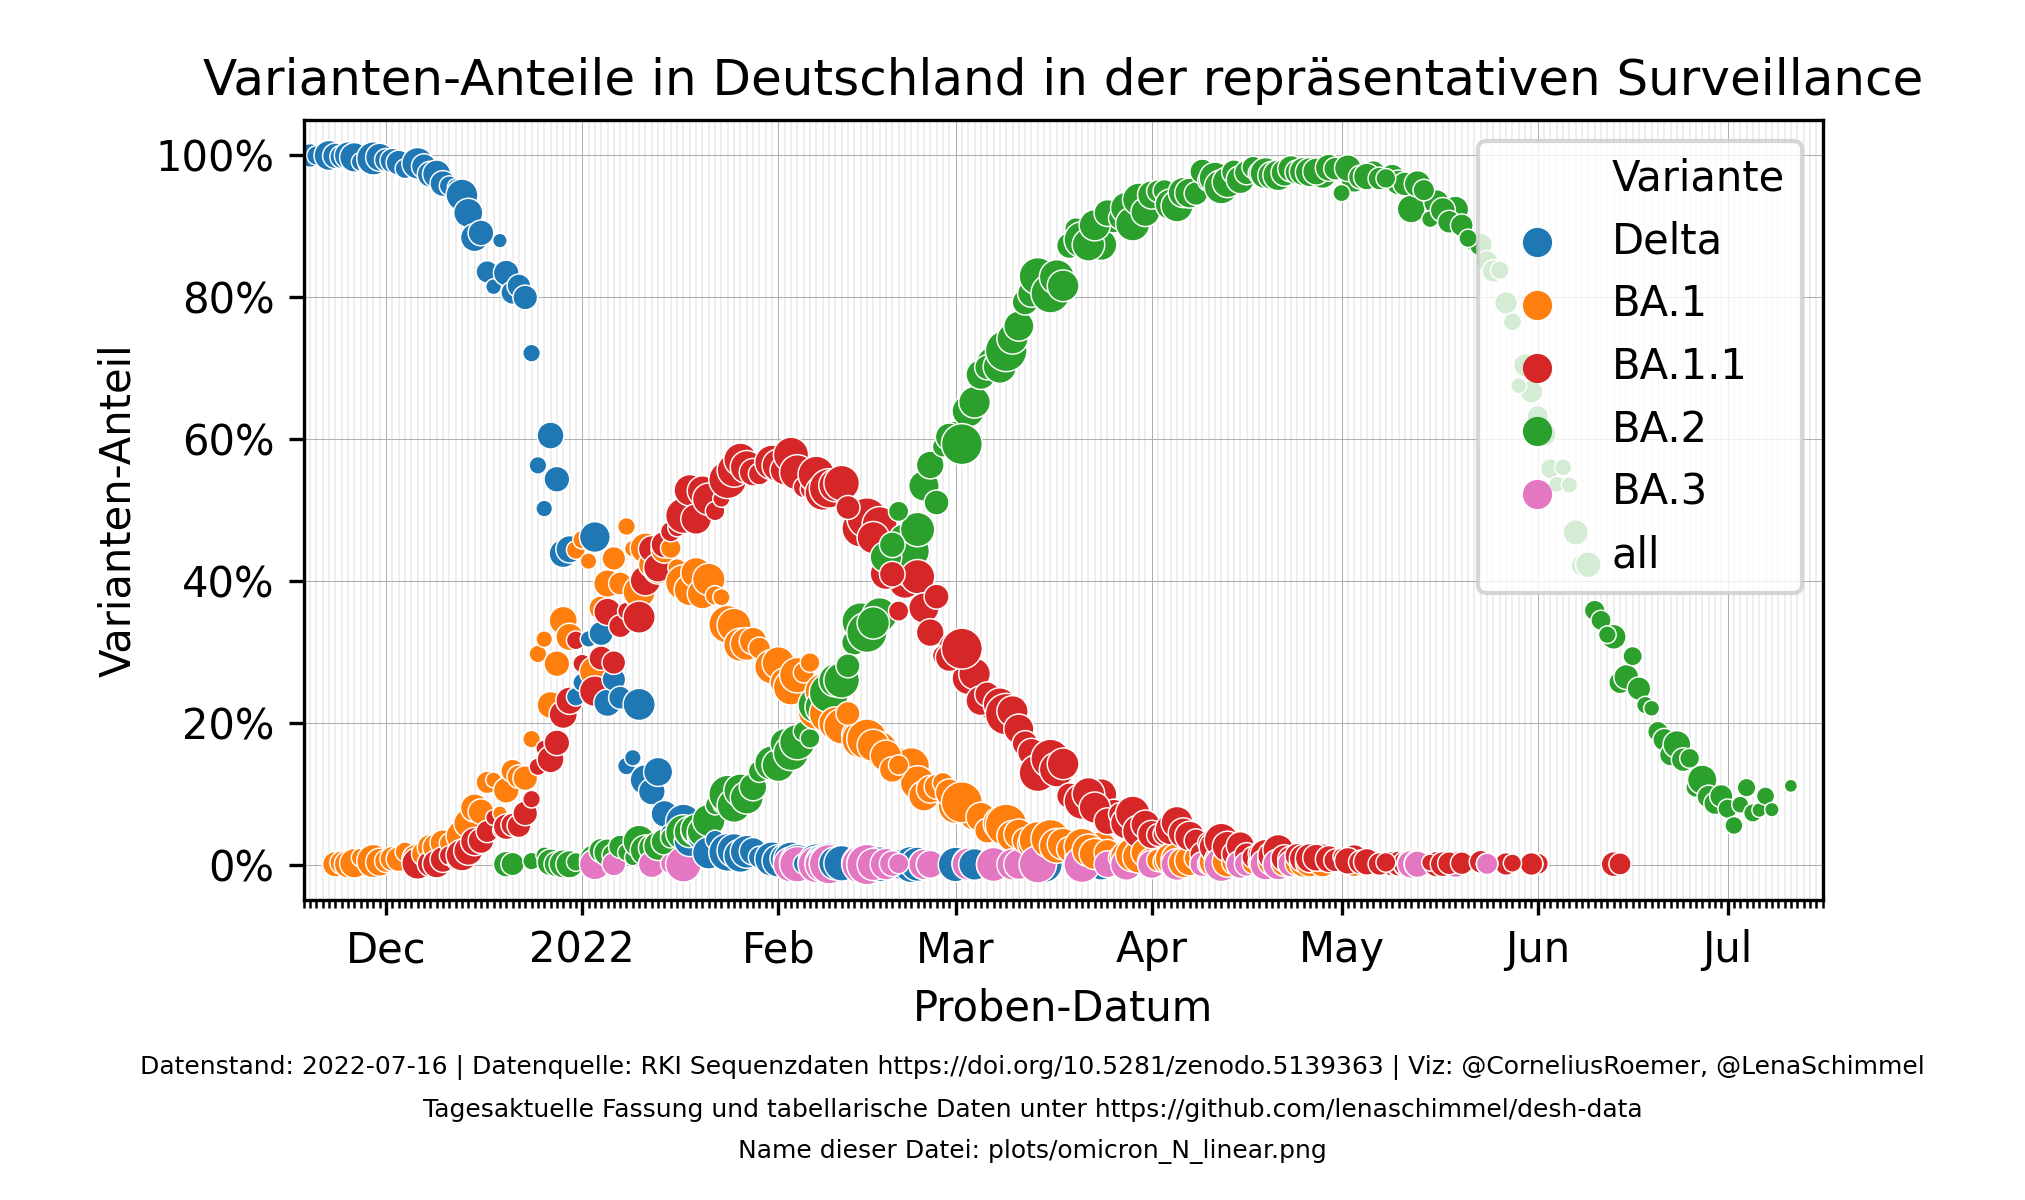 Varianten-Anteile in Deutschland in der repräsentativen Surveillance
100%
80%
60%
40%
20%
0%
Varianten-Anteil
Variante
Delta
BA.1
BA.1.1
BA.2
BA.3
all
Dec 2022 Feb Mar Apr May Jun Jul
Proben-Datum
Datenstand: 2022-07-16 | Datenquelle: RKI Sequenzdaten https://doi.org/10.5281/zenodo.5139363 | Viz: @CorneliusRoemer, @LenaSchimmel
Tagesaktuelle Fassung und tabellarische Daten unter https://github.com/lenaschimmel/desh-data
Name dieser Datei: plots/omicron_N_linear.png